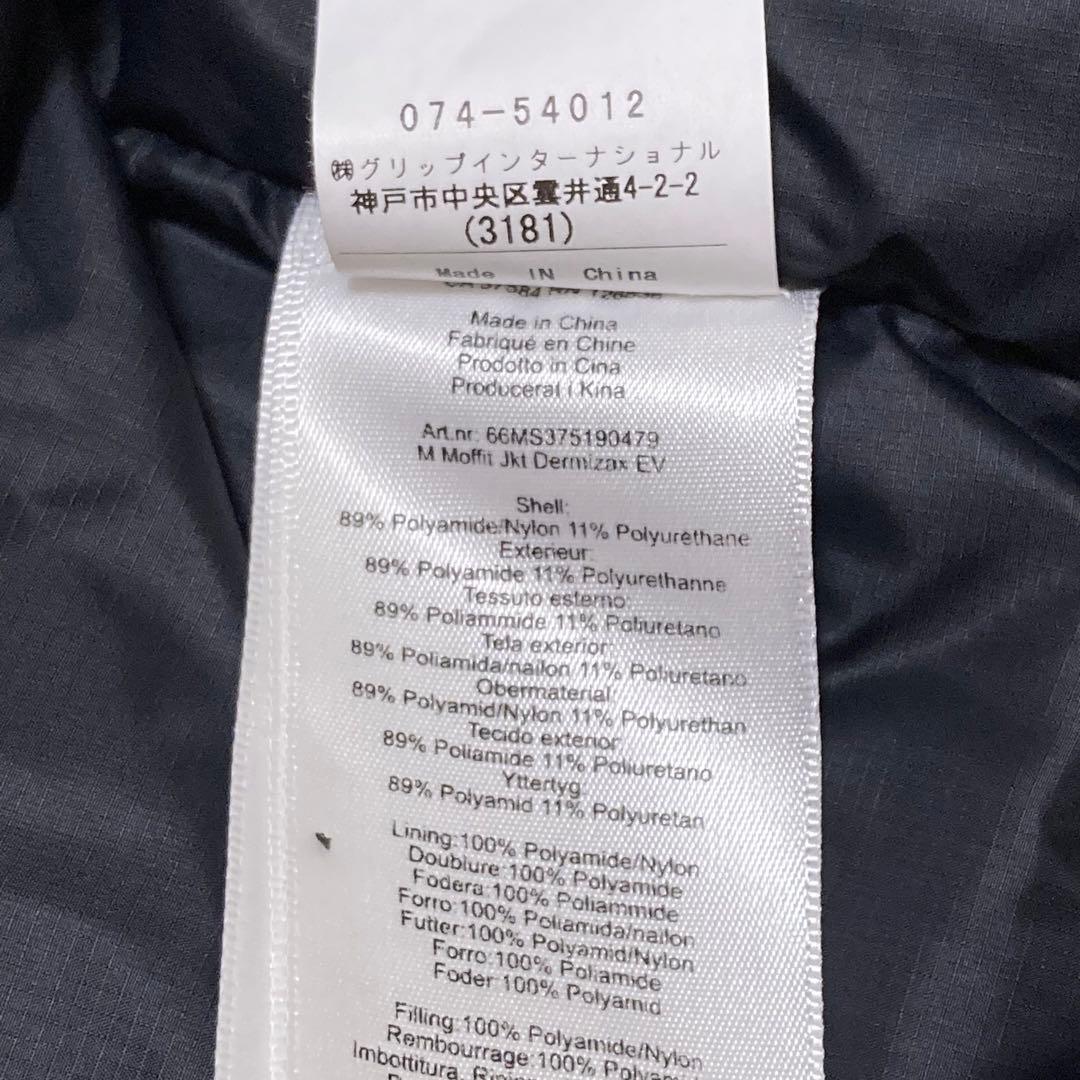 074-54012
㈱グリップインターナショナル
神戸市中央区雲井通4-2-2
(3181)
Made IN China
Made in China
Fabriqué en Chine
Prodotto in Cina
Producerat i Kina
Art.nr: 66MS375190479
M Moffit Jkt Dermizax EV
Shell:
89% Polyamide/Nylon 11% Polyurethane
Exterieur:
89% Polyamide 11% Polyurethanne
Tessuto esterno:
89% Poliammide 11% Poliuretano
Tela exterior:
89% Poliamida/nailon 11% Poliuretano
Obermaterial
89% Polyamid/Nylon 11% Polyurethan
Tecido exterior:
89% Poliamide 11% Poliuretano
Yttertyg
89% Polyamid 11% Polyuretan
Lining:100% Polyamide/Nylon
Doublure:100% Polyamide
Fodera:100% Poliammide
Forro:100% Poliamida/nailon
Futter:100% Polyamid/Nylon
Forro:100% Poliamide
Foder:100% Polyamid
Filling:100% Polyamide/Nylon
Rembourrage:100%
Imbottitura,